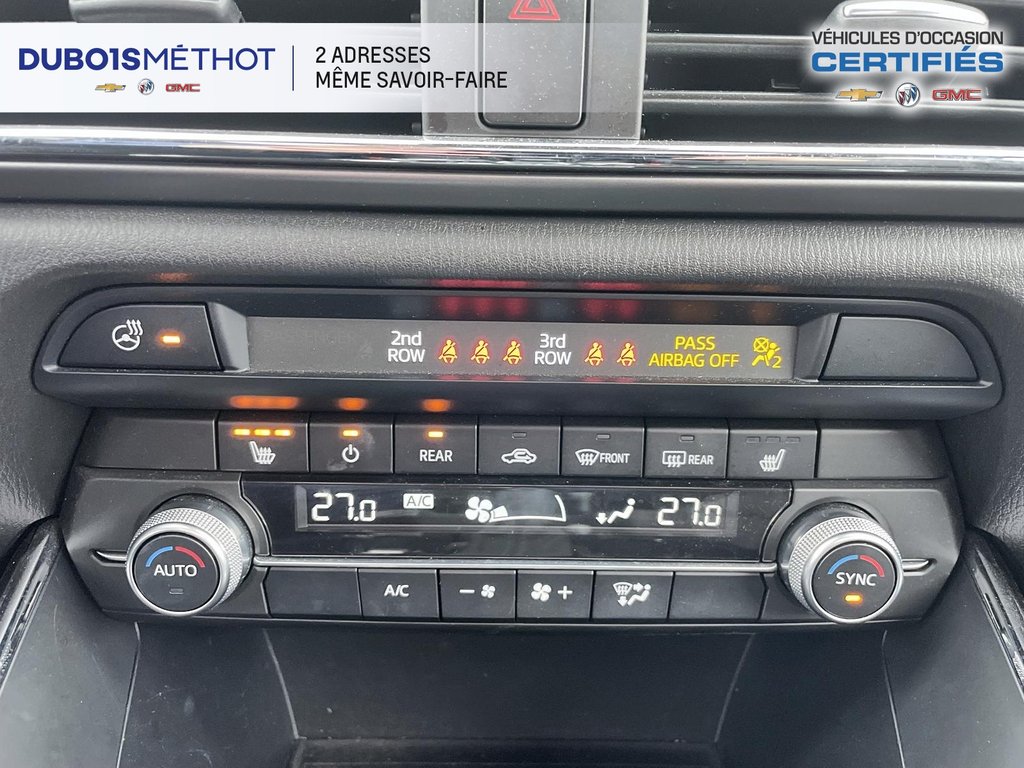 DUBOISMÉTHOT
GMC
2 ADRESSES
MÊME SAVOIR-FAIRE
VÉHICULES D'OCCASION
CERTIFIÉS
GMC
2nd
ROW
3rd
ROW
PASS
AIRBAG OFF
2
REAR
FRONT
REAR
27.0
A/C
27.0
AUTO
A/C
SYNC